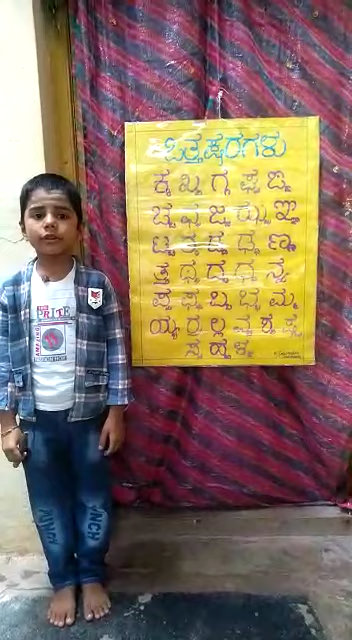 ಒತ್ತಕ್ಷರಗಳು
ಕ್ಕ ಖ್ಖ ಗ್ಗ ಘ್ಘ ಙ್ಙ
ಚ್ಚ ಜ್ಜ ಝ್ಝ ಞ್ಞ
ಟ್ಟ ಠ್ಠ ಡ್ಡ ಢ್ಢ ಣ್ಣ
ತ್ತ ಥ್ಥ ದ್ದ ಧ್ಧ ನ್ನ
ಪ್ಪ ಫ್ಫ ಬ್ಬ ಭ್ಭ ಮ್ಮ
ಯ್ಯ ಲ್ಲ ವ್ವ ಶ್ಶ ಷ್ಷ
ಸ್ಸ ಹ್ಹ ಳ್ಳ